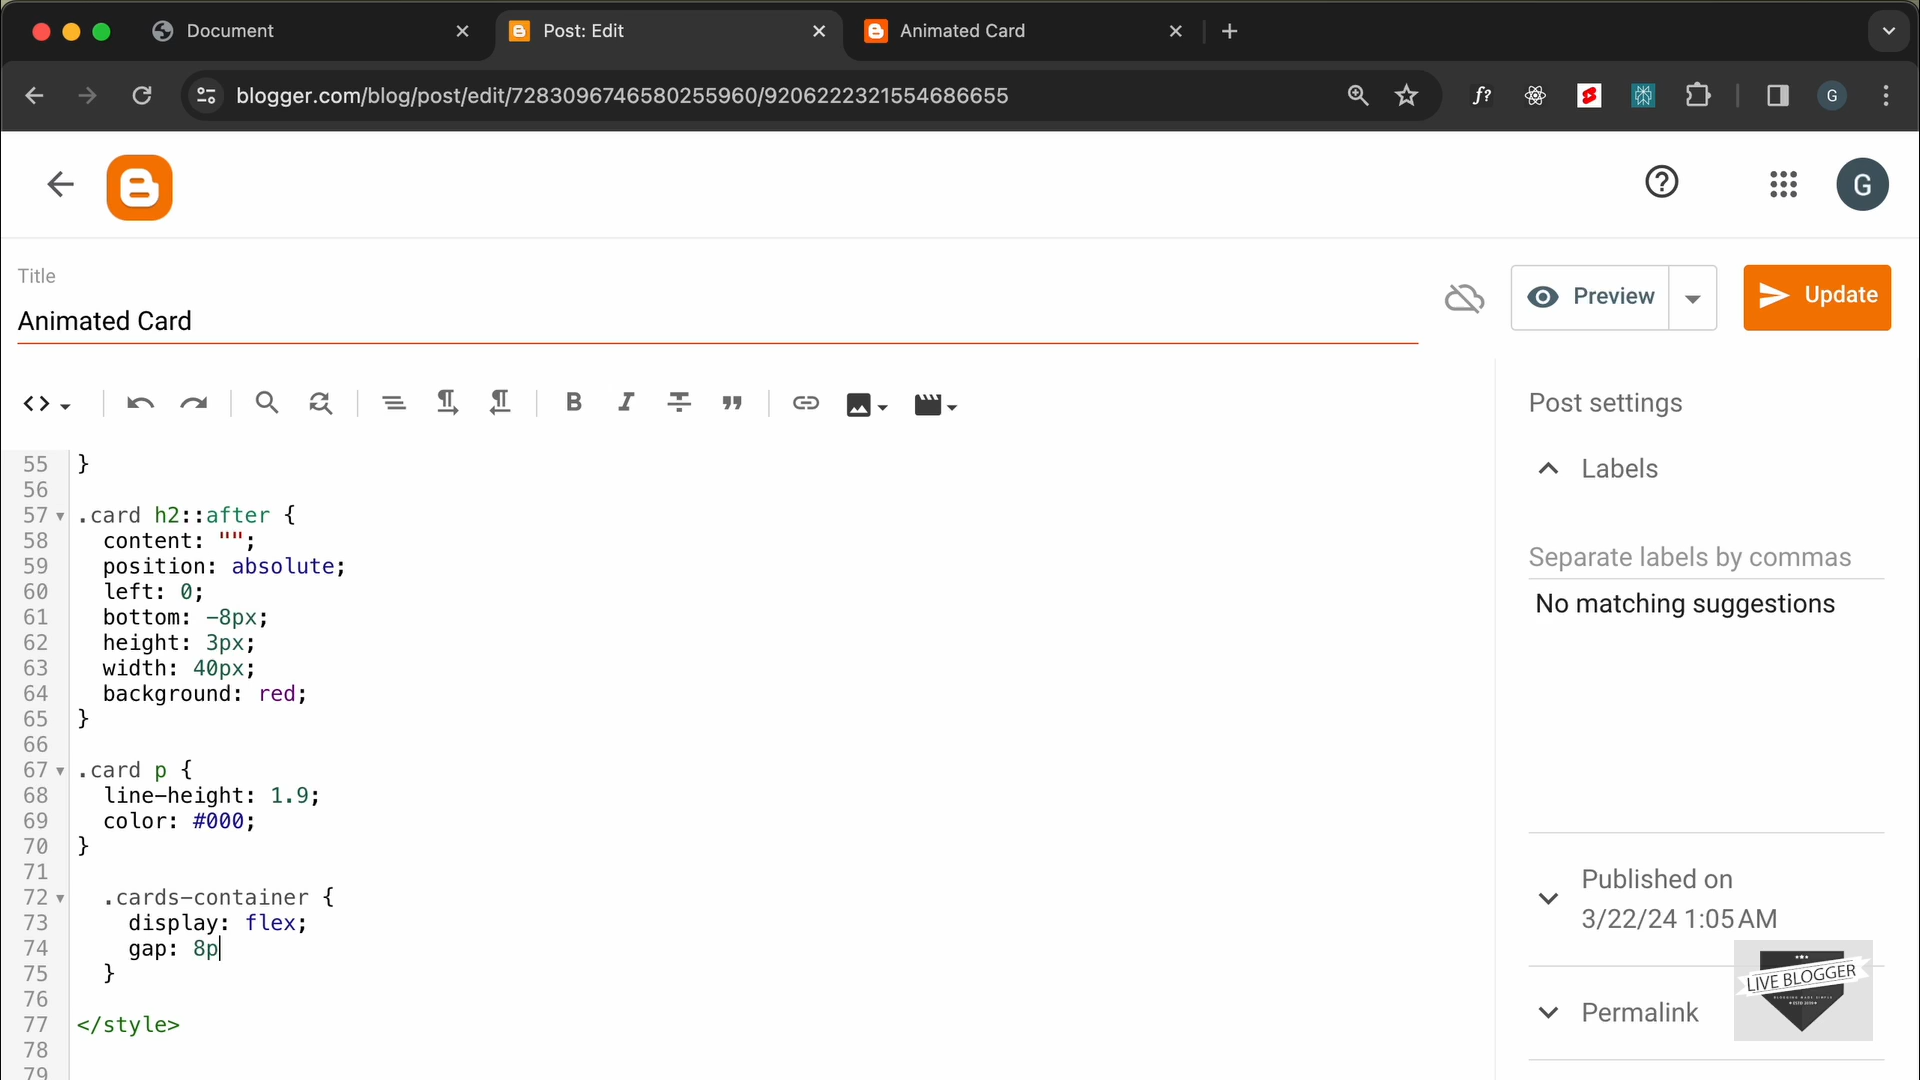 Document
Post: Edit
Animated Card
blogger.com/blog/post/edit/7283096746580255960/9206222321554686655
f?
G
G
Title
Animated Card
Preview
Update
Post settings
Labels
Separate labels by commas
No matching suggestions
Published on
3/22/24 1:05 AM
Permalink
LIVE BLOGGER
55 }
56
57 .card h2::after {
58 content: "";
59 position: absolute;
60 left: 0;
61 bottom: -8px;
62 height: 3px;
63 width: 40px;
64 background: red;
65 }
66
67 .card p {
68 line-height: 1.9;
69 color: #000;
70 }
71
72 .cards-container {
73 display: flex;
74 gap: 8p
75 }
76
77 </style>
78
79